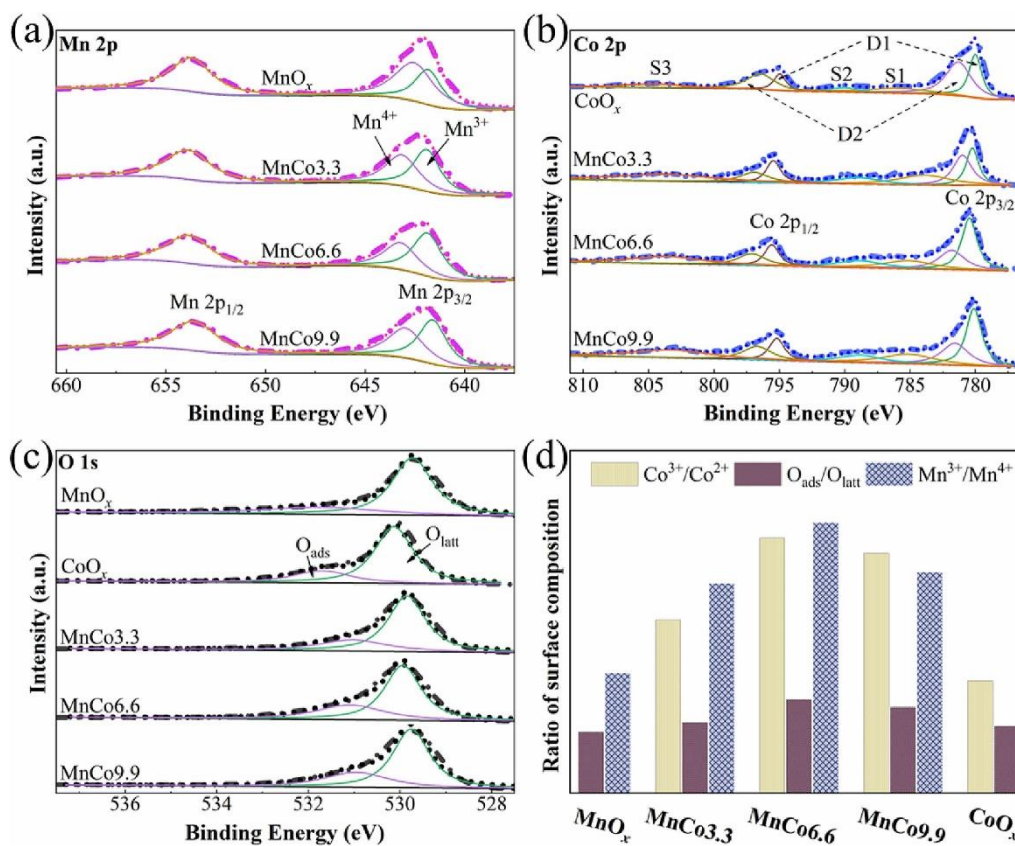 (a)
Mn 2p
MnOₓ
Mn⁴⁺
Mn³⁺
MnCo3.3
MnCo6.6
Mn 2p₁/₂
Mn 2p₃/₂
MnCo9.9
Intensity (a.u.)
660 655 650 645 640
Binding Energy (eV)
(b)
Co 2p
D1
S3
S2
S1
CoOₓ
D2
MnCo3.3
Co 2p₃/₂
Co 2p₁/₂
MnCo6.6
MnCo9.9
Intensity (a.u.)
810 805 800 795 790 785 780
Binding Energy (eV)
(c)
O 1s
MnOₓ
Oads
Olatt
CoOₓ
MnCo3.3
MnCo6.6
MnCo9.9
Intensity (a.u.)
536 534 532 530 528
Binding Energy (eV)
(d)
Co³⁺/Co²⁺ Oads/Olatt Mn³⁺/Mn⁴⁺
Ratio of surface composition
MnOₓ MnCo3.3 MnCo6.6 MnCo9.9 CoOₓ